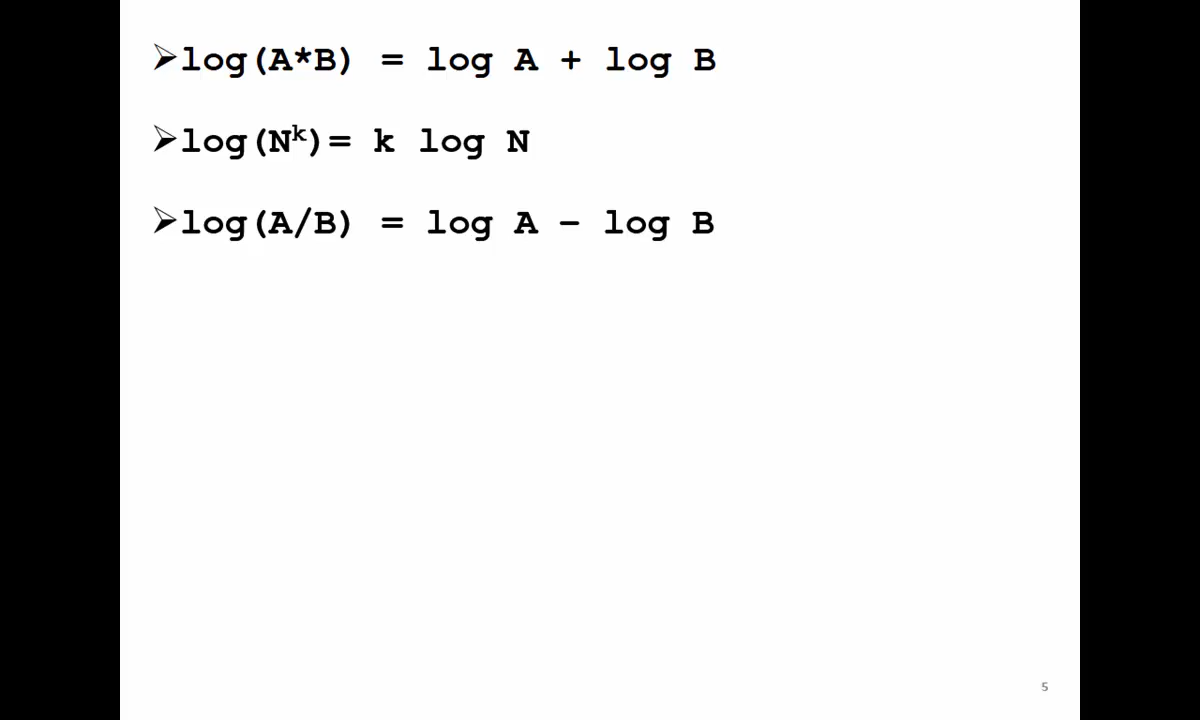 ➢log(A*B) = log A + log B
➢log(Nᵏ)= k log N
➢log(A/B) = log A – log B
5